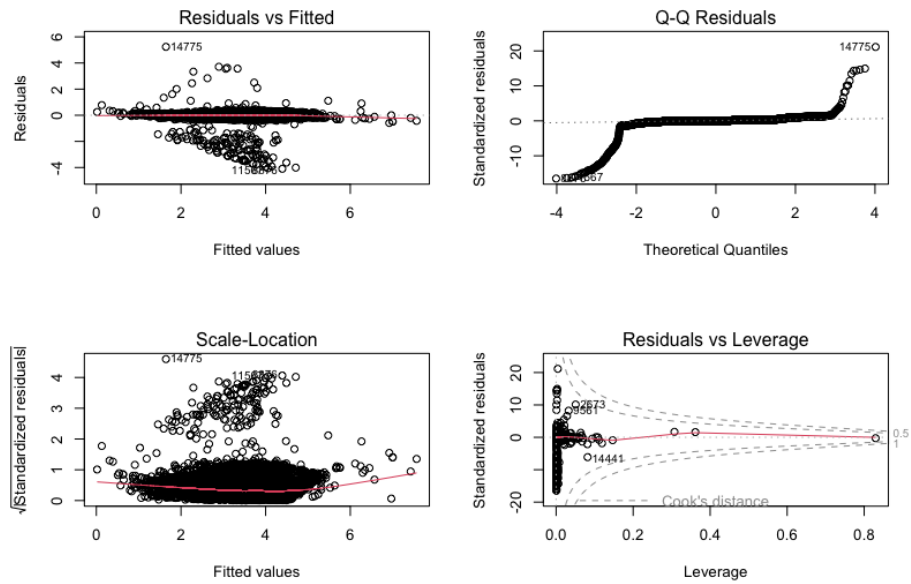 Residuals vs Fitted
Residuals
6
4
2
0
-4
14775
0 2 4 6
Fitted values
Q-Q Residuals
Standardized residuals
20
10
0
-10
14775
-4 -2 0 2 4
Theoretical Quantiles
Scale-Location
√|Standardized residuals|
4
3
2
1
0
14775
0 2 4 6
Fitted values
Residuals vs Leverage
Standardized residuals
20
10
0
-20
2673
9561
14441
Cook's distance
0.5
1
0.0 0.2 0.4 0.6 0.8
Leverage